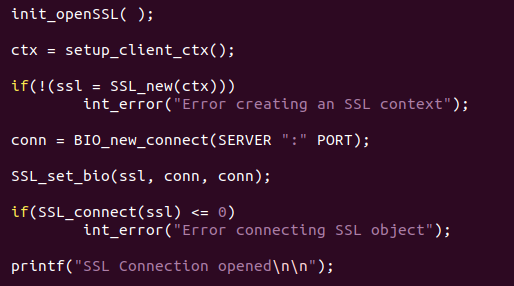 init_openSSL( );
ctx = setup_client_ctx();
if(!(ssl = SSL_new(ctx)))
int_error("Error creating an SSL context");
conn = BIO_new_connect(SERVER ":" PORT);
SSL_set_bio(ssl, conn, conn);
if(SSL_connect(ssl) <= 0)
int_error("Error connecting SSL object");
printf("SSL Connection opened\n\n");